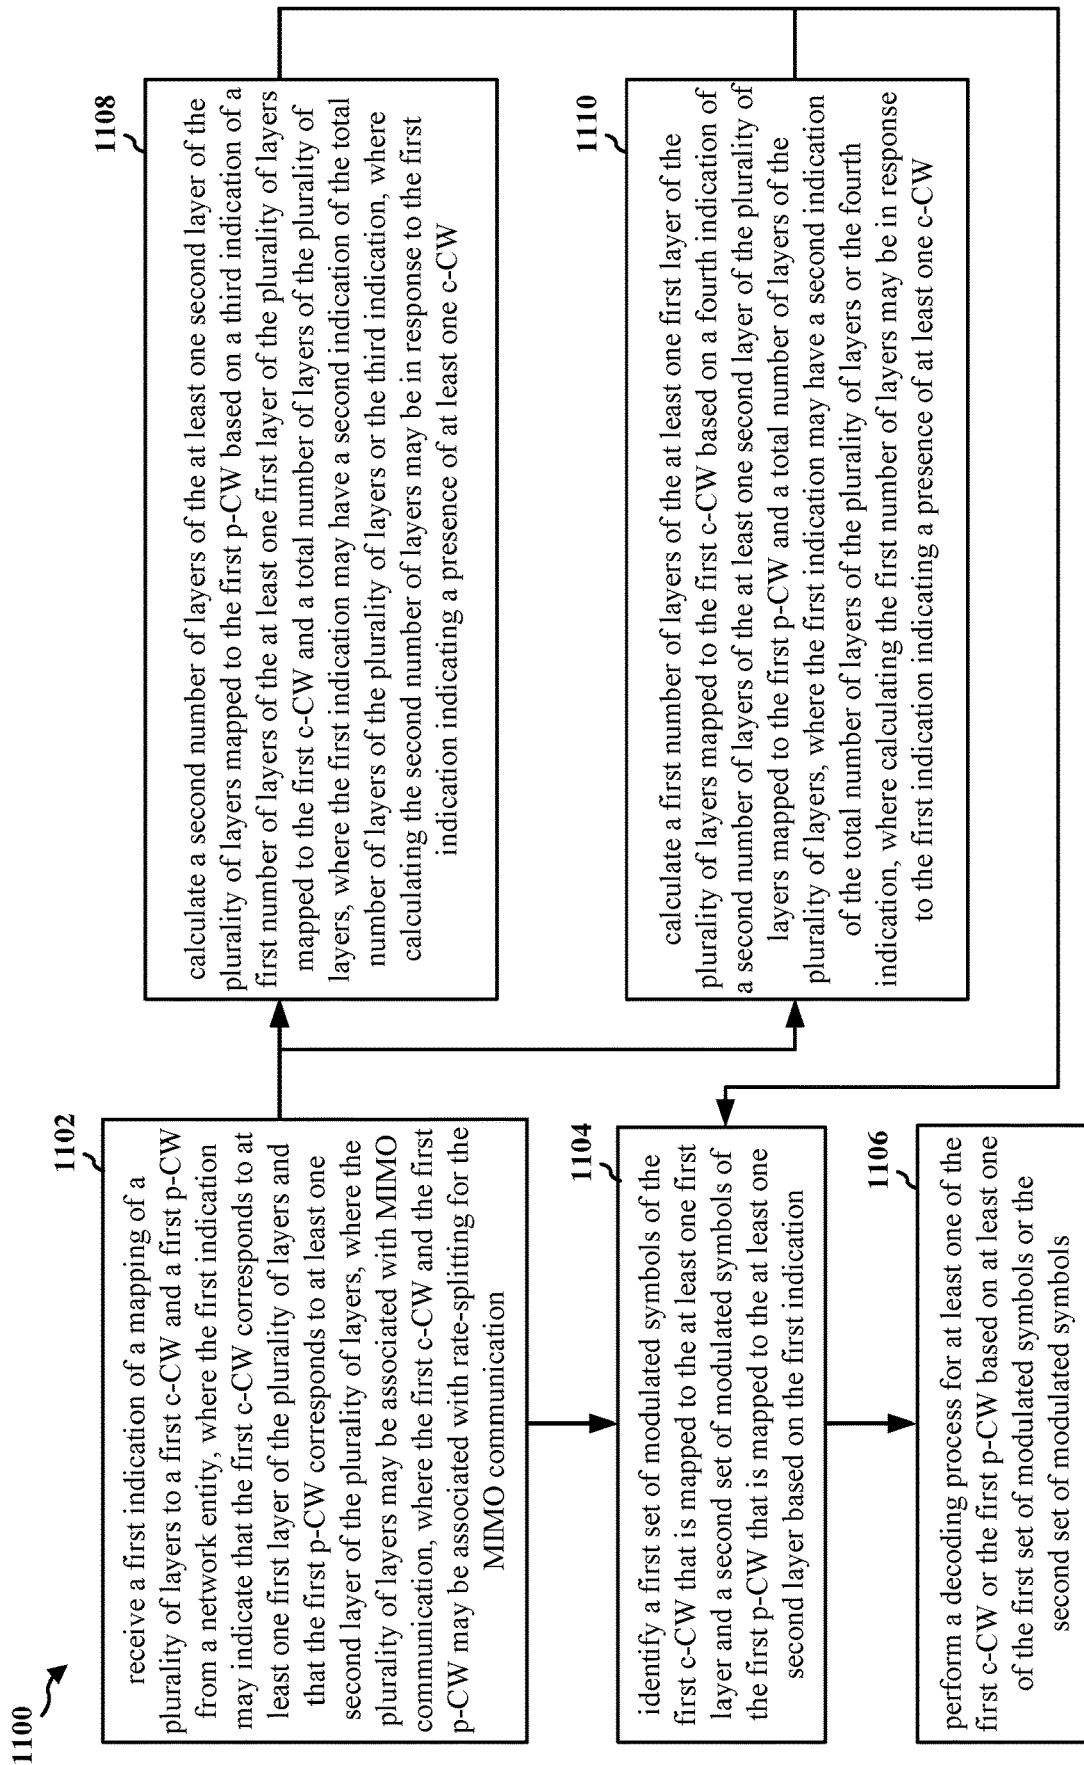 1100
1102
receive a first indication of a mapping of a
plurality of layers to a first c-CW and a first p-CW
from a network entity, where the first indication
may indicate that the first c-CW corresponds to at
least one first layer of the plurality of layers and
that the first p-CW corresponds to at least one
second layer of the plurality of layers, where the
plurality of layers may be associated with MIMO
communication, where the first c-CW and the first
p-CW may be associated with rate-splitting for the
MIMO communication
1104
identify a first set of modulated symbols of the
first c-CW that is mapped to the at least one first
layer and a second set of modulated symbols of
the first p-CW that is mapped to the at least one
second layer based on the first indication
1106
perform a decoding process for at least one of the
first c-CW or the first p-CW based on at least one
of the first set of modulated symbols or the
second set of modulated symbols
1108
calculate a second number of layers of the at least one second layer of the
plurality of layers mapped to the first p-CW based on a third indication of a
first number of layers of the at least one first layer of the plurality of layers
mapped to the first c-CW and a total number of layers of the plurality of
layers, where the first indication may have a second indication of the total
number of layers of the plurality of layers or the third indication, where
calculating the second number of layers may be in response to the first
indication indicating a presence of at least one c-CW
1110
calculate a first number of layers of the at least one first layer of the
plurality of layers mapped to the first c-CW based on a fourth indication of
a second number of layers of the at least one second layer of the plurality of
layers mapped to the first p-CW and a total number of layers of the
plurality of layers, where the first indication may have a second indication
of the total number of layers of the plurality of layers or the fourth
indication, where calculating the first number of layers may be in response
to the first indication indicating a presence of at least one c-CW